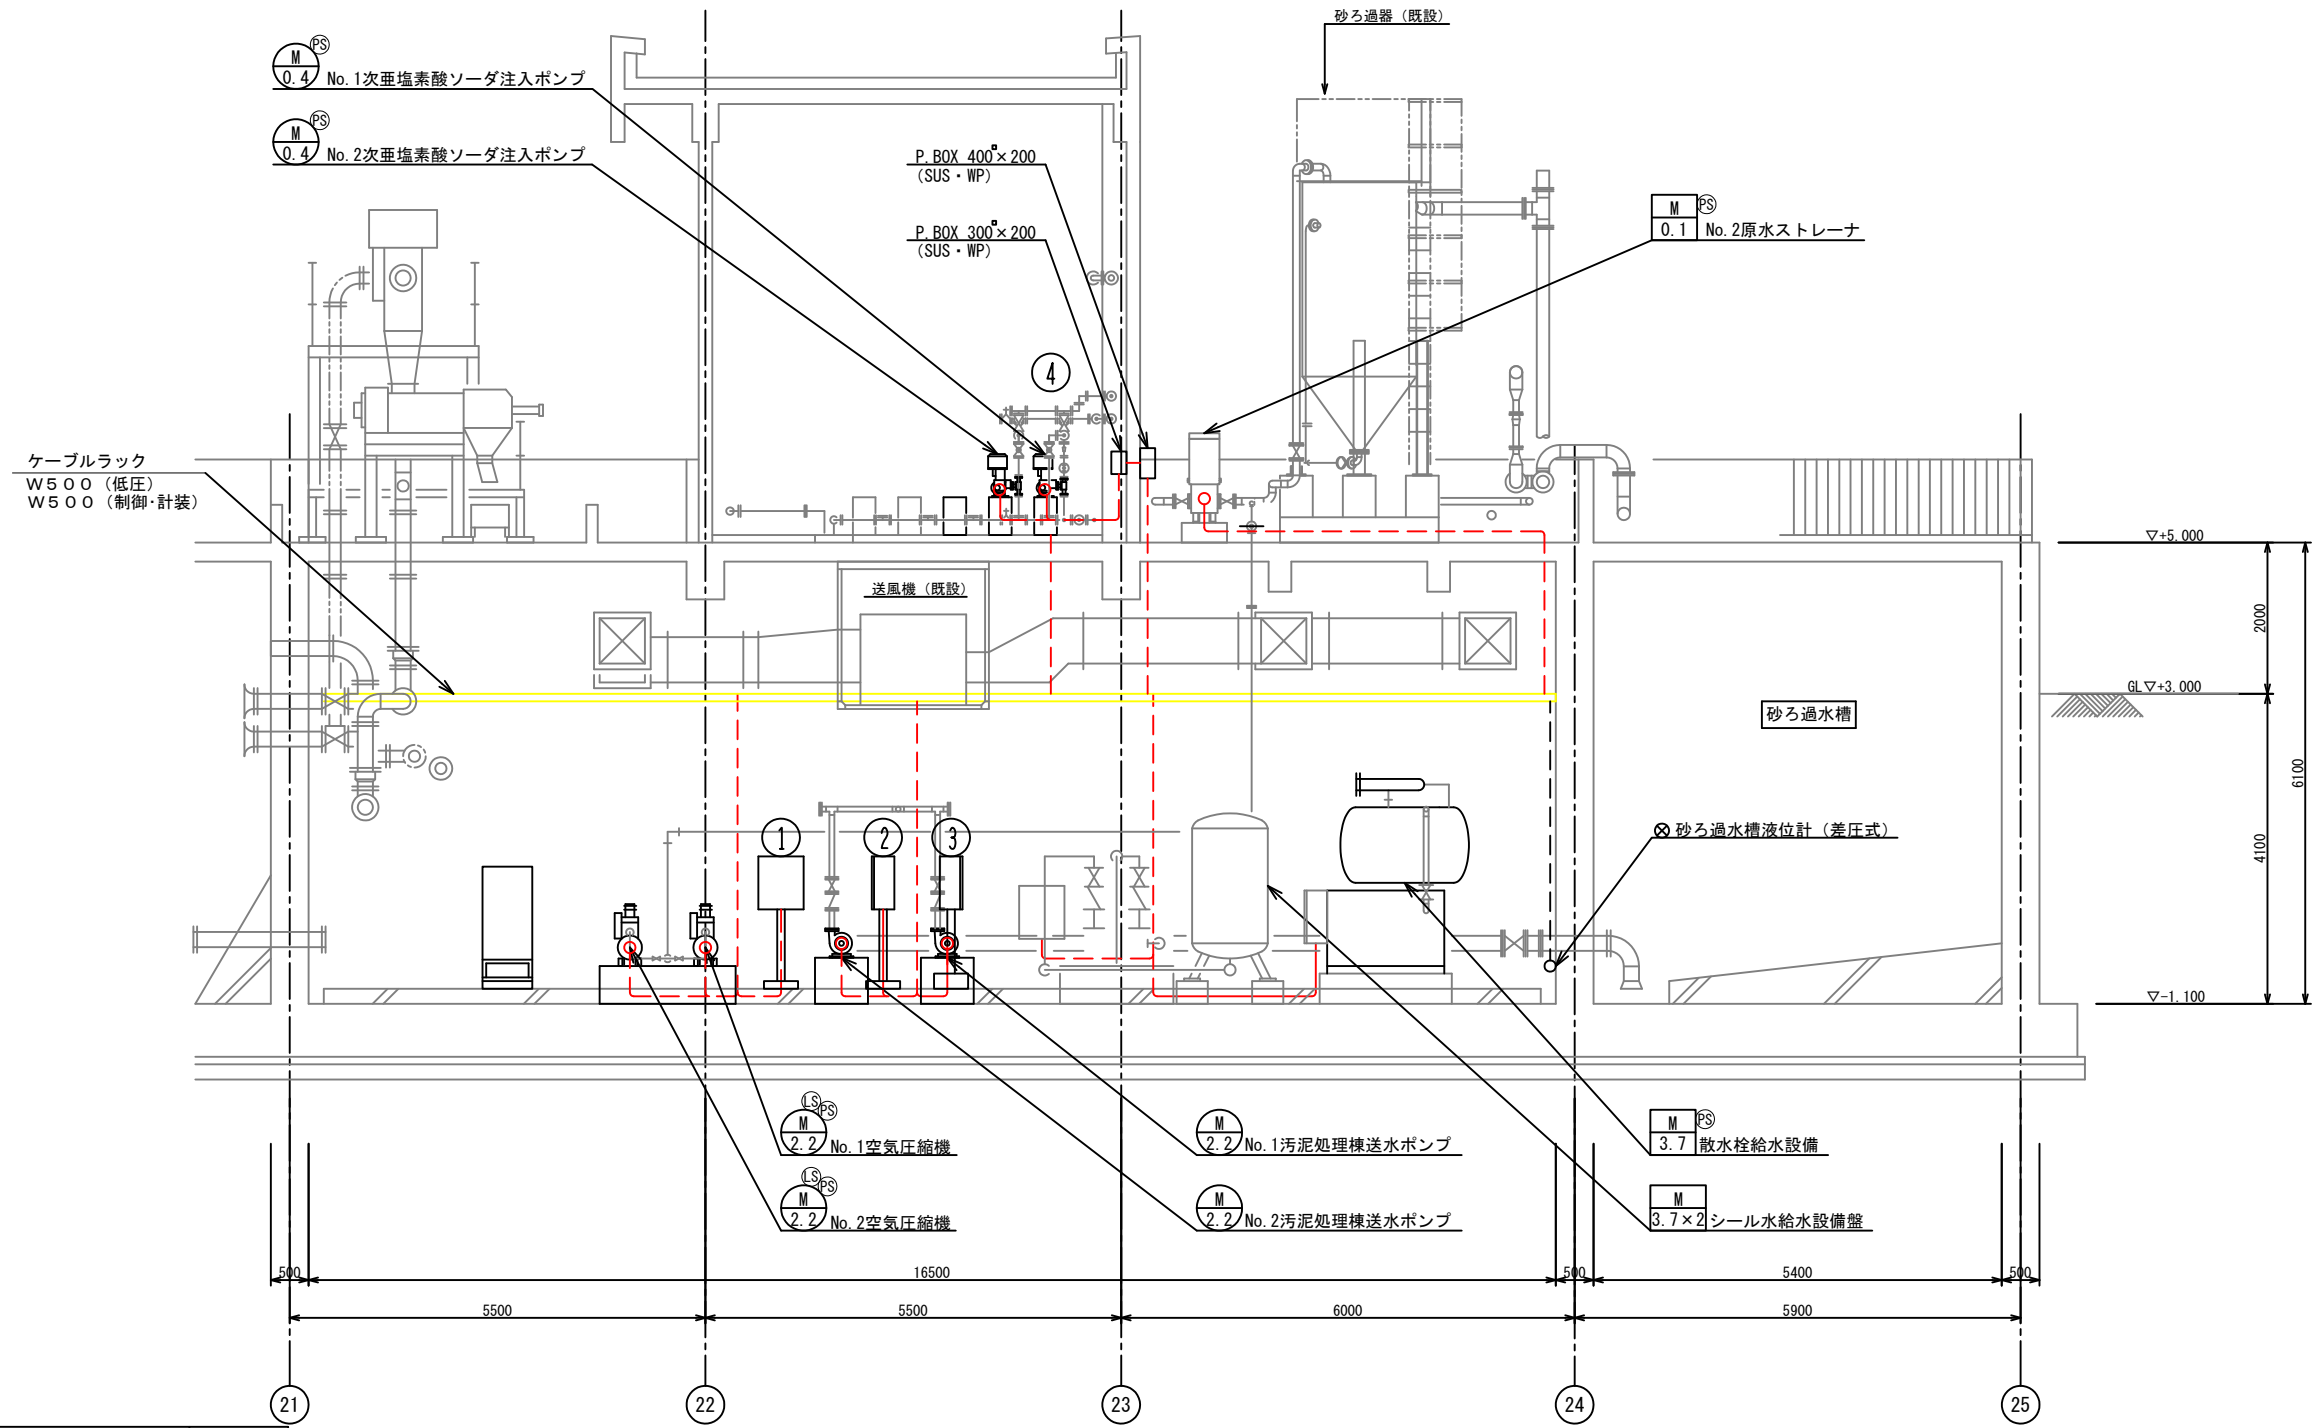 砂ろ過器（既設）
M
0.4
PS
No.1次亜塩素酸ソーダ注入ポンプ
M
0.4
PS
No.2次亜塩素酸ソーダ注入ポンプ
P.BOX 400□×200
(SUS・WP)
P.BOX 300□×200
(SUS・WP)
M
0.1
PS
No.2原水ストレーナ
4
ケーブルラック
W500（低圧）
W500（制御・計装）
▽+5.000
送風機（既設）
2000
GL▽+3.000
砂ろ過水槽
6100
4100
1
2
3
砂ろ過水槽液位計（差圧式）
▽-1.100
LS
PS
M
2.2
No.1空気圧縮機
M
2.2
No.1汚泥処理棟送水ポンプ
M
3.7
PS
散水栓給水設備
LS
PS
M
2.2
No.2空気圧縮機
M
2.2
No.2汚泥処理棟送水ポンプ
M
3.7×2
シール水給水設備盤
500
16500
500
5400
500
5500
5500
6000
5900
21
22
23
24
25